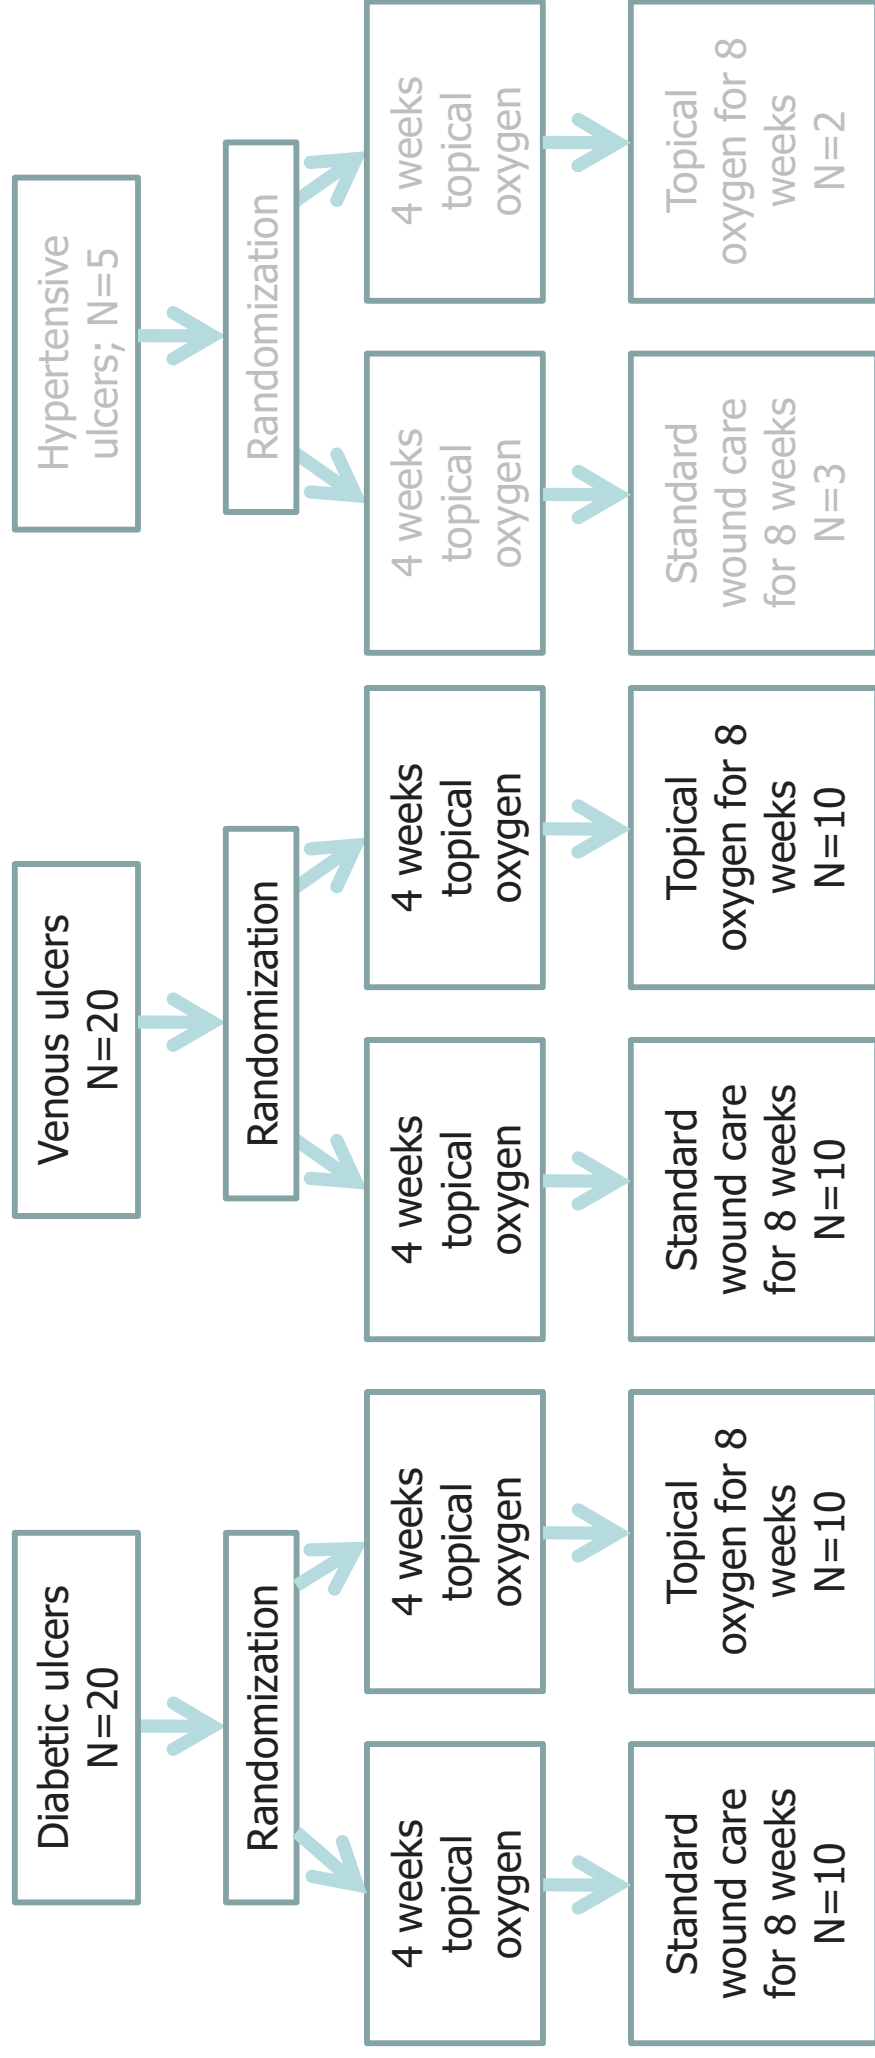 Diabetic ulcers
N=20
Randomization
4 weeks
topical
oxygen
Standard
wound care
for 8 weeks
N=10
4 weeks
topical
oxygen
Topical
oxygen for 8
weeks
N=10
Venous ulcers
N=20
Randomization
4 weeks
topical
oxygen
Standard
wound care
for 8 weeks
N=10
4 weeks
topical
oxygen
Topical
oxygen for 8
weeks
N=10
Hypertensive
ulcers; N=5
Randomization
4 weeks
topical
oxygen
Standard
wound care
for 8 weeks
N=3
4 weeks
topical
oxygen
Topical
oxygen for 8
weeks
N=2